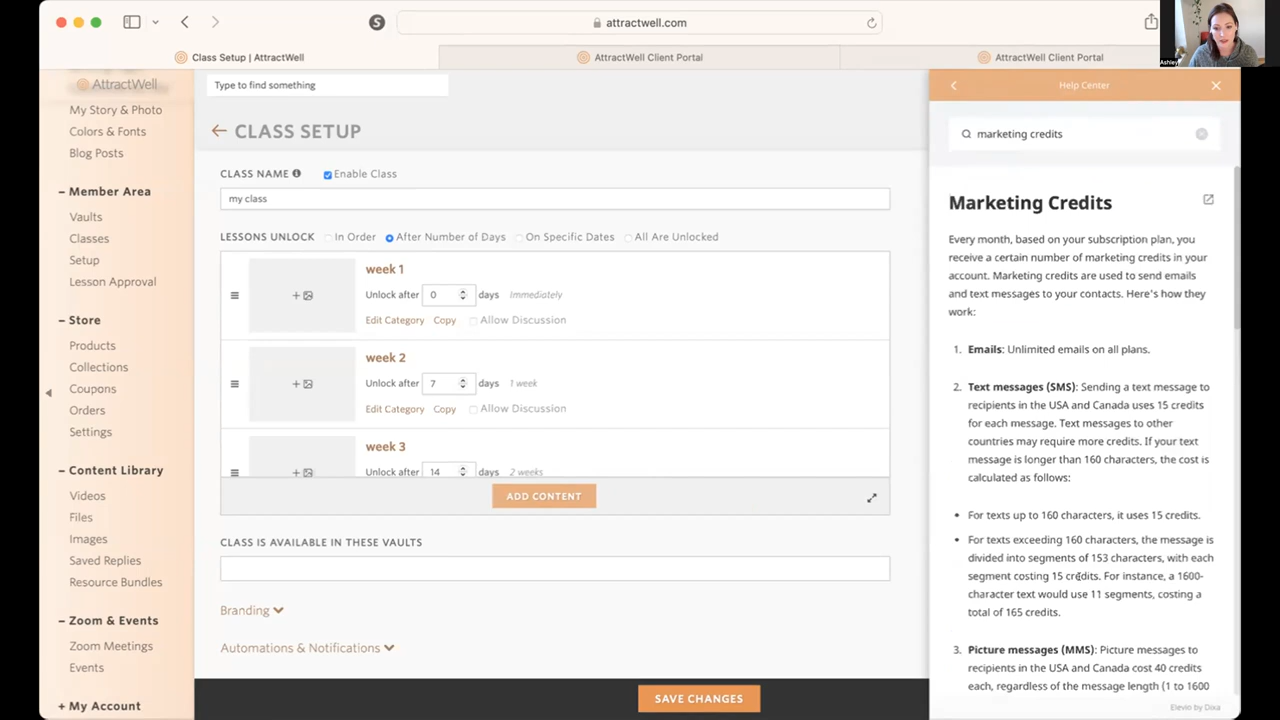 attractwell.com
Class Setup | AttractWell
AttractWell Client Portal
AttractWell Client Portal
Ashley
AttractWell
My Story & Photo
Colors & Fonts
Blog Posts
– Member Area
Vaults
Classes
Setup
Lesson Approval
– Store
Products
Collections
Coupons
Orders
Settings
– Content Library
Videos
Files
Images
Saved Replies
Resource Bundles
– Zoom & Events
Zoom Meetings
Events
+ My Account
Type to find something
CLASS SETUP
CLASS NAME Enable Class
my class
LESSONS UNLOCK In Order After Number of Days On Specific Dates All Are Unlocked
week 1
Unlock after 0 days Immediately
Edit Category Copy Allow Discussion
week 2
Unlock after 7 days 1 week
Edit Category Copy Allow Discussion
week 3
Unlock after 14 days 2 weeks
ADD CONTENT
CLASS IS AVAILABLE IN THESE VAULTS
Branding
Automations & Notifications
SAVE CHANGES
Help Center
marketing credits
Marketing Credits
Every month, based on your subscription plan, you
receive a certain number of marketing credits in your
account. Marketing credits are used to send emails
and text messages to your contacts. Here's how they
work:
1. Emails: Unlimited emails on all plans.
2. Text messages (SMS): Sending a text message to
recipients in the USA and Canada uses 15 credits
for each message. Text messages to other
countries may require more credits. If your text
message is longer than 160 characters, the cost is
calculated as follows:
• For texts up to 160 characters, it uses 15 credits.
• For texts exceeding 160 characters, the message is
divided into segments of 153 characters, with each
segment costing 15 credits. For instance, a 1600-
character text would use 11 segments, costing a
total of 165 credits.
3. Picture messages (MMS): Picture messages to
recipients in the USA and Canada cost 40 credits
each, regardless of the message length (1 to 1600
Elevio by Dixa